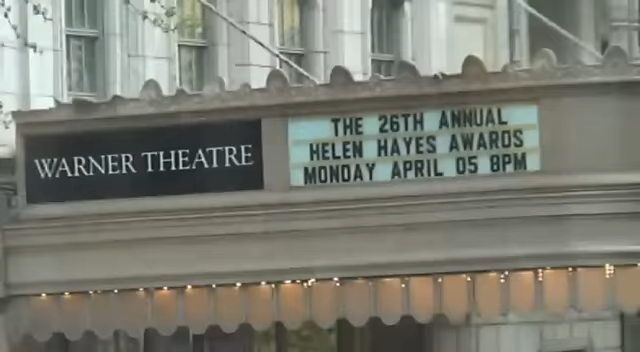 WARNER THEATRE
THE 26TH ANNUAL
HELEN HAYES AWARDS
MONDAY APRIL 05 8PM